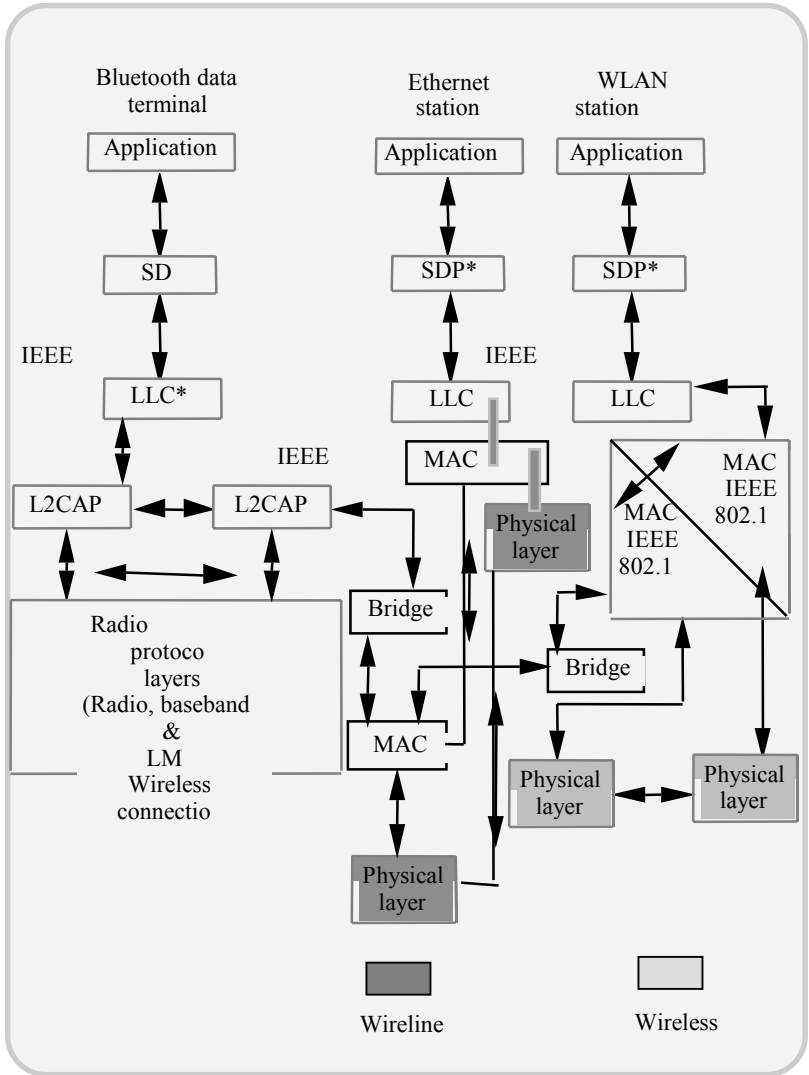 Bluetooth data
terminal
Ethernet
station
WLAN
station
Application
Application
Application
SD
SDP*
SDP*
IEEE
IEEE
LLC*
LLC
LLC
IEEE
MAC
MAC
IEEE
802.1
L2CAP
L2CAP
Physical
layer
MAC
IEEE
802.1
Bridge
Radio
protoco
layers
(Radio, baseband
&
LM
Wireless
connectio
Bridge
MAC
Physical
layer
Physical
layer
Physical
layer
Wireline
Wireless